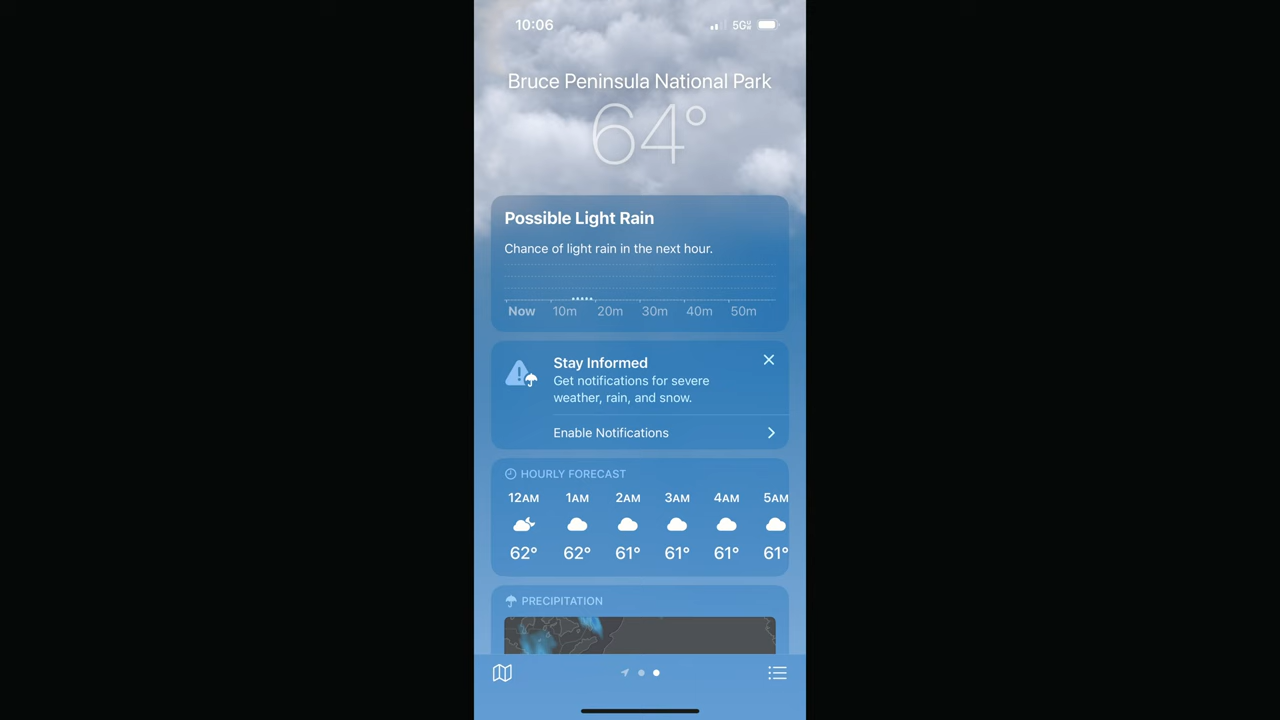 10:06
5G
Bruce Peninsula National Park
64°
Possible Light Rain
Chance of light rain in the next hour.
Now 10m 20m 30m 40m 50m
Stay Informed
Get notifications for severe
weather, rain, and snow.
Enable Notifications
HOURLY FORECAST
12AM 1AM 2AM 3AM 4AM 5AM
62° 62° 61° 61° 61° 61°
PRECIPITATION